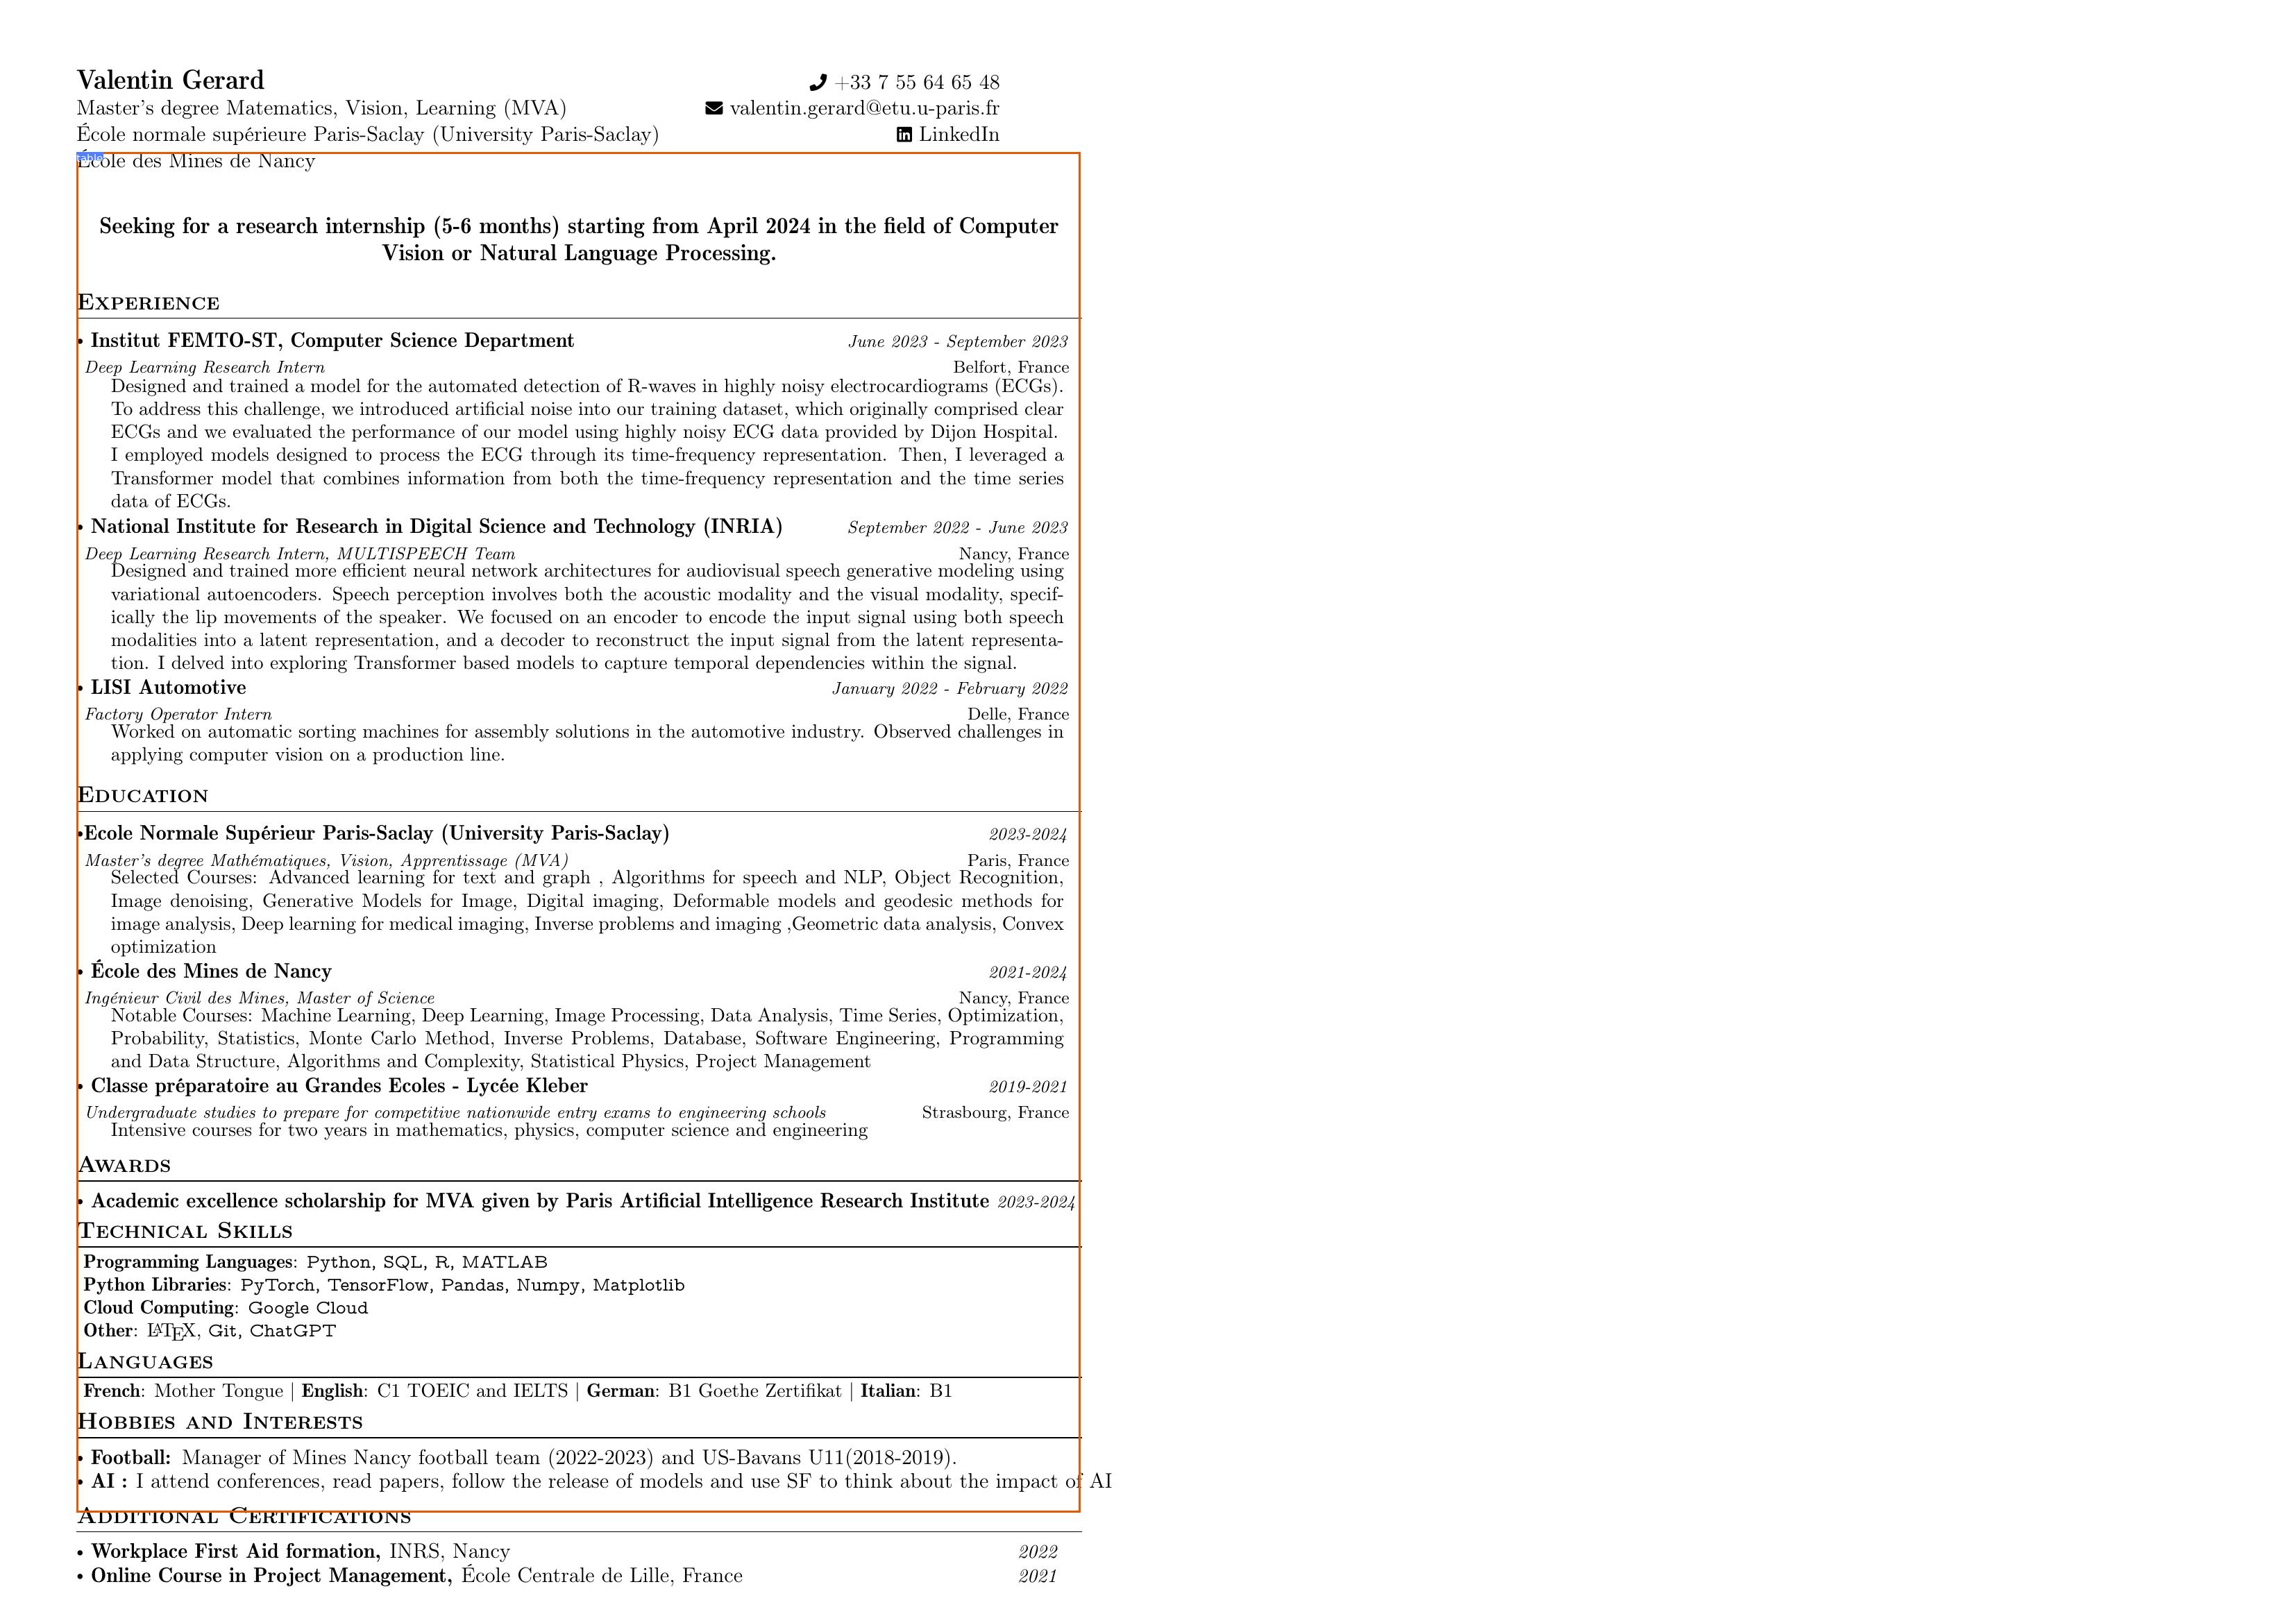 Valentin Gerard
+33 7 55 64 65 48
Master's degree Matematics, Vision, Learning (MVA)
valentin.gerard@etu.u-paris.fr
École normale supérieure Paris-Saclay (University Paris-Saclay)
LinkedIn
table
École des Mines de Nancy
Seeking for a research internship (5-6 months) starting from April 2024 in the field of Computer
Vision or Natural Language Processing.
Experience
• Institut FEMTO-ST, Computer Science Department June 2023 - September 2023
Deep Learning Research Intern Belfort, France
Designed and trained a model for the automated detection of R-waves in highly noisy electrocardiograms (ECGs).
To address this challenge, we introduced artificial noise into our training dataset, which originally comprised clear
ECGs and we evaluated the performance of our model using highly noisy ECG data provided by Dijon Hospital.
I employed models designed to process the ECG through its time-frequency representation. Then, I leveraged a
Transformer model that combines information from both the time-frequency representation and the time series
data of ECGs.
• National Institute for Research in Digital Science and Technology (INRIA) September 2022 - June 2023
Deep Learning Research Intern, MULTISPEECH Team Nancy, France
Designed and trained more efficient neural network architectures for audiovisual speech generative modeling using
variational autoencoders. Speech perception involves both the acoustic modality and the visual modality, specif-
ically the lip movements of the speaker. We focused on an encoder to encode the input signal using both speech
modalities into a latent representation, and a decoder to reconstruct the input signal from the latent representa-
tion. I delved into exploring Transformer based models to capture temporal dependencies within the signal.
• LISI Automotive January 2022 - February 2022
Factory Operator Intern Delle, France
Worked on automatic sorting machines for assembly solutions in the automotive industry. Observed challenges in
applying computer vision on a production line.
Education
•Ecole Normale Supérieur Paris-Saclay (University Paris-Saclay) 2023-2024
Master's degree Mathématiques, Vision, Apprentissage (MVA) Paris, France
Selected Courses: Advanced learning for text and graph , Algorithms for speech and NLP, Object Recognition,
Image denoising, Generative Models for Image, Digital imaging, Deformable models and geodesic methods for
image analysis, Deep learning for medical imaging, Inverse problems and imaging ,Geometric data analysis, Convex
optimization
• École des Mines de Nancy 2021-2024
Ingénieur Civil des Mines, Master of Science Nancy, France
Notable Courses: Machine Learning, Deep Learning, Image Processing, Data Analysis, Time Series, Optimization,
Probability, Statistics, Monte Carlo Method, Inverse Problems, Database, Software Engineering, Programming
and Data Structure, Algorithms and Complexity, Statistical Physics, Project Management
• Classe préparatoire au Grandes Ecoles - Lycée Kleber 2019-2021
Undergraduate studies to prepare for competitive nationwide entry exams to engineering schools Strasbourg, France
Intensive courses for two years in mathematics, physics, computer science and engineering
Awards
• Academic excellence scholarship for MVA given by Paris Artificial Intelligence Research Institute 2023-2024
Technical Skills
Programming Languages: Python, SQL, R, MATLAB
Python Libraries: PyTorch, TensorFlow, Pandas, Numpy, Matplotlib
Cloud Computing: Google Cloud
Other: LATEX, Git, ChatGPT
Languages
French: Mother Tongue | English: C1 TOEIC and IELTS | German: B1 Goethe Zertifikat | Italian: B1
Hobbies and Interests
• Football: Manager of Mines Nancy football team (2022-2023) and US-Bavans U11(2018-2019).
• AI : I attend conferences, read papers, follow the release of models and use SF to think about the impact of AI
Additional Certifications
• Workplace First Aid formation, INRS, Nancy 2022
• Online Course in Project Management, École Centrale de Lille, France 2021